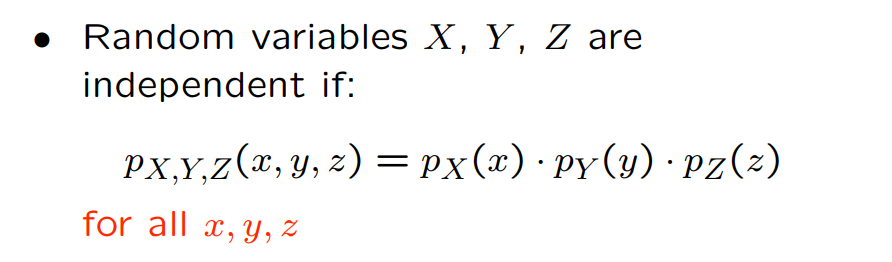 • Random variables X, Y, Z are
independent if:
p_{X,Y,Z}(x, y, z) = p_X(x) · p_Y(y) · p_Z(z)
for all x, y, z